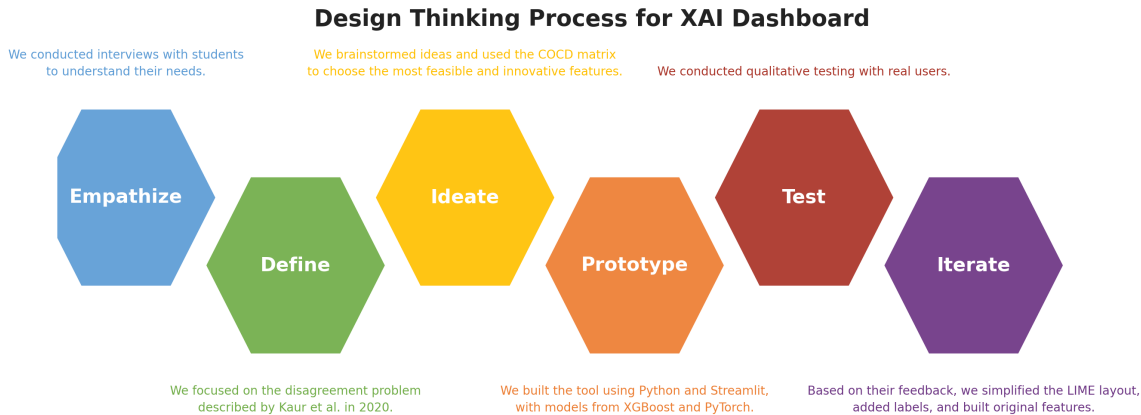 Design Thinking Process for XAI Dashboard
We conducted interviews with students
to understand their needs.
We brainstormed ideas and used the COCD matrix
to choose the most feasible and innovative features.
We conducted qualitative testing with real users.
Empathize
Define
Ideate
Prototype
Test
Iterate
We focused on the disagreement problem
described by Kaur et al. in 2020.
We built the tool using Python and Streamlit,
with models from XGBoost and PyTorch.
Based on their feedback, we simplified the LIME layout,
added labels, and built original features.